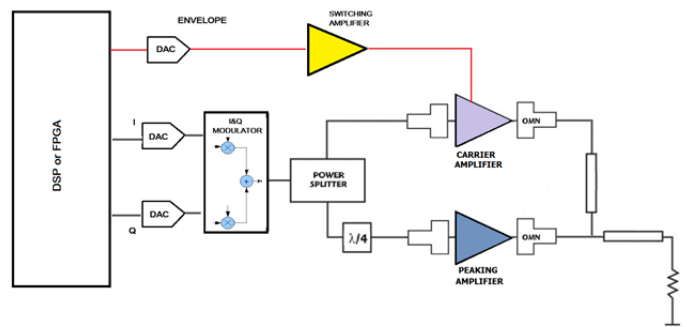 ENVELOPE
SWITCHING
AMPLIFIER
DAC
DSP or FPGA
I
DAC
I&Q
MODULATOR
POWER
SPLITTER
OMN
CARRIER
AMPLIFIER
Q
DAC
λ/4
OMN
PEAKING
AMPLIFIER